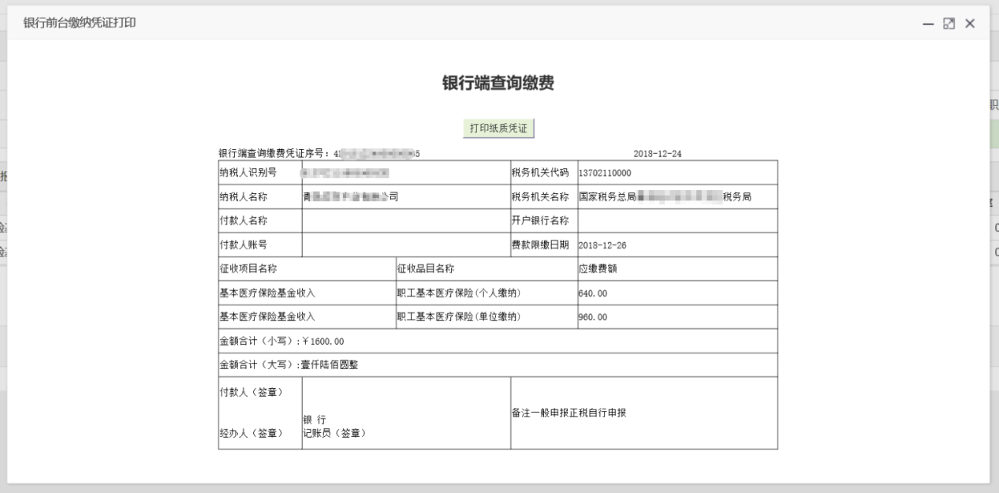 银行前台缴纳凭证打印
银行端查询缴费
打印纸质凭证
银行端查询缴费凭证序号：4 5 2018-12-24
纳税人识别号 税务机关代码 13702110000
纳税人名称 青 公司 税务机关名称 国家税务总局 税务局
付款人名称 开户银行名称
付款人账号 费款限缴日期 2018-12-26
征收项目名称 征收品目名称 应缴费额
基本医疗保险基金收入 职工基本医疗保险(个人缴纳) 640.00
基本医疗保险基金收入 职工基本医疗保险(单位缴纳) 960.00
金额合计（小写）:￥1600.00
金额合计（大写）:壹仟陆佰圆整
付款人（签章）
备注一般申报正税自行申报
银 行
经办人（签章） 记账员（签章）
职
报